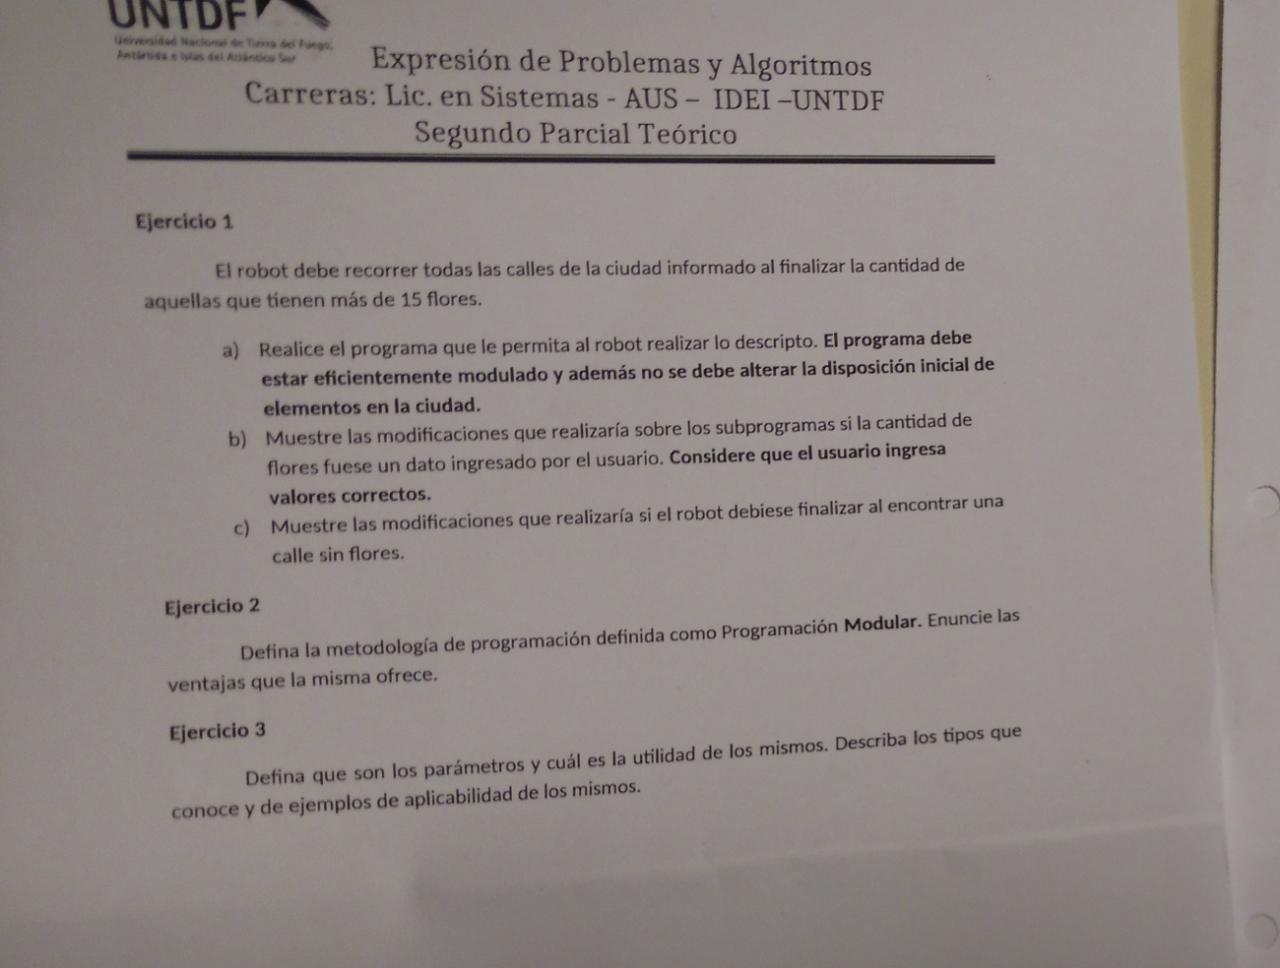 UNTDF
Universidad Nacional de Tierra del Fuego,
Antártida e Islas del Atlántico Sur
Expresión de Problemas y Algoritmos
Carreras: Lic. en Sistemas - AUS – IDEI –UNTDF
Segundo Parcial Teórico
Ejercicio 1
El robot debe recorrer todas las calles de la ciudad informado al finalizar la cantidad de
aquellas que tienen más de 15 flores.
a) Realice el programa que le permita al robot realizar lo descripto. El programa debe
estar eficientemente modulado y además no se debe alterar la disposición inicial de
elementos en la ciudad.
b) Muestre las modificaciones que realizaría sobre los subprogramas si la cantidad de
flores fuese un dato ingresado por el usuario. Considere que el usuario ingresa
valores correctos.
c) Muestre las modificaciones que realizaría si el robot debiese finalizar al encontrar una
calle sin flores.
Ejercicio 2
Defina la metodología de programación definida como Programación Modular. Enuncie las
ventajas que la misma ofrece.
Ejercicio 3
Defina que son los parámetros y cuál es la utilidad de los mismos. Describa los tipos que
conoce y de ejemplos de aplicabilidad de los mismos.